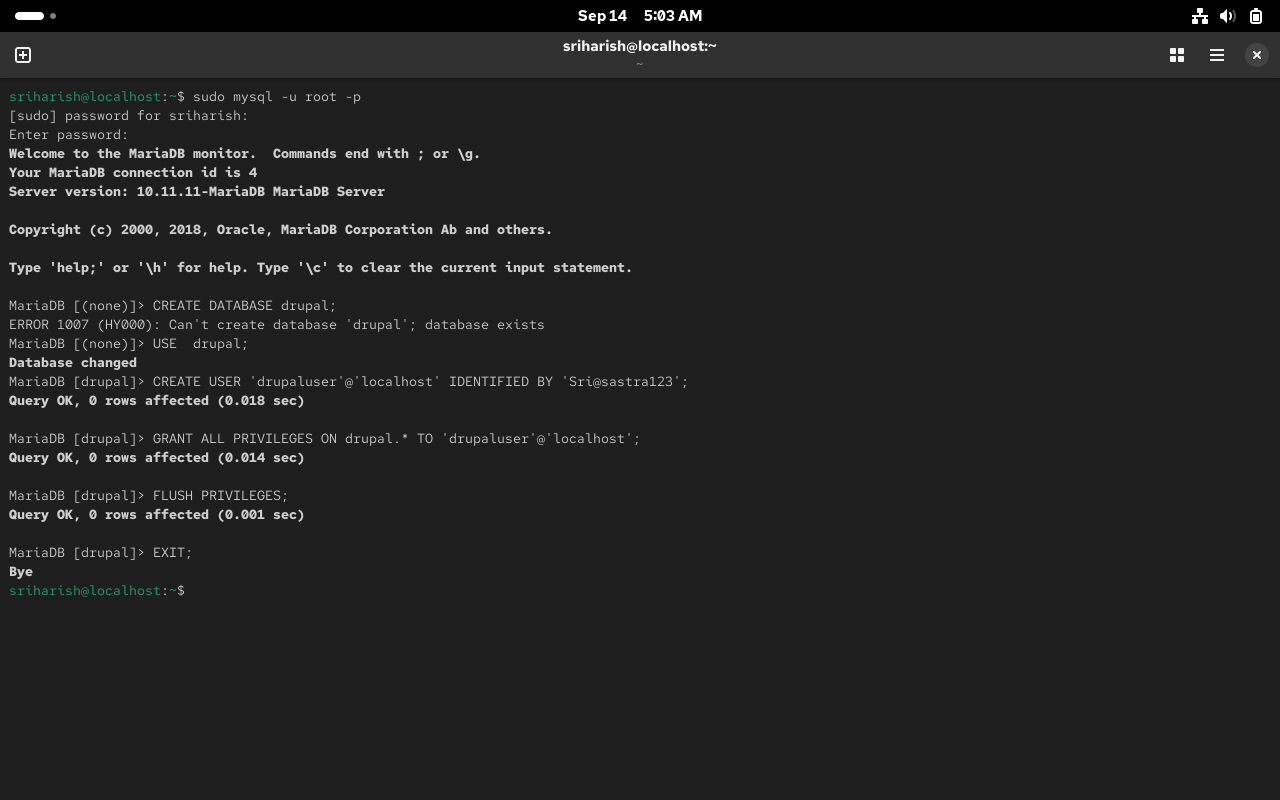 Sep 14 5:03 AM
sriharish@localhost:~
~
sriharish@localhost:~$ sudo mysql -u root -p
[sudo] password for sriharish:
Enter password:
Welcome to the MariaDB monitor.  Commands end with ; or \g.
Your MariaDB connection id is 4
Server version: 10.11.11-MariaDB MariaDB Server
Copyright (c) 2000, 2018, Oracle, MariaDB Corporation Ab and others.
Type 'help;' or '\h' for help. Type '\c' to clear the current input statement.
MariaDB [(none)]> CREATE DATABASE drupal;
ERROR 1007 (HY000): Can't create database 'drupal'; database exists
MariaDB [(none)]> USE  drupal;
Database changed
MariaDB [drupal]> CREATE USER 'drupaluser'@'localhost' IDENTIFIED BY 'Sri@sastra123';
Query OK, 0 rows affected (0.018 sec)
MariaDB [drupal]> GRANT ALL PRIVILEGES ON drupal.* TO 'drupaluser'@'localhost';
Query OK, 0 rows affected (0.014 sec)
MariaDB [drupal]> FLUSH PRIVILEGES;
Query OK, 0 rows affected (0.001 sec)
MariaDB [drupal]> EXIT;
Bye
sriharish@localhost:~$